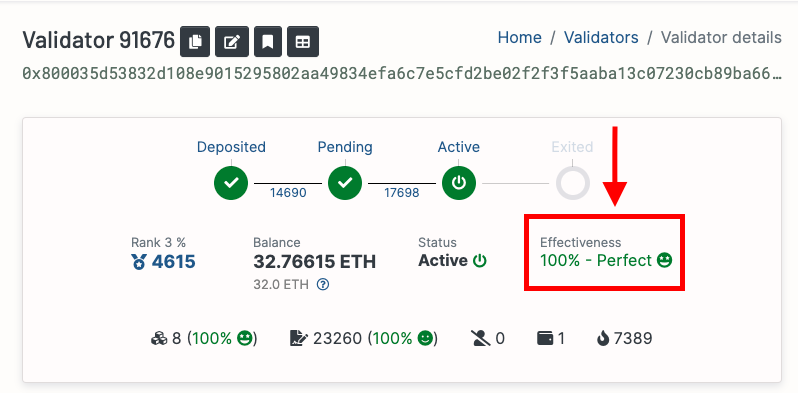 Validator 91676
Home / Validators / Validator details
0x800035d53832d108e9015295802aa49834efa6c7e5cfd2be02f2f3f5aaba13c07230cb89ba66…
Deposited Pending Active Exited
14690 17698
Rank 3 % Balance Status Effectiveness
4615 32.76615 ETH Active 100% - Perfect
32.0 ETH
8 (100%) 23260 (100%) 0 1 7389